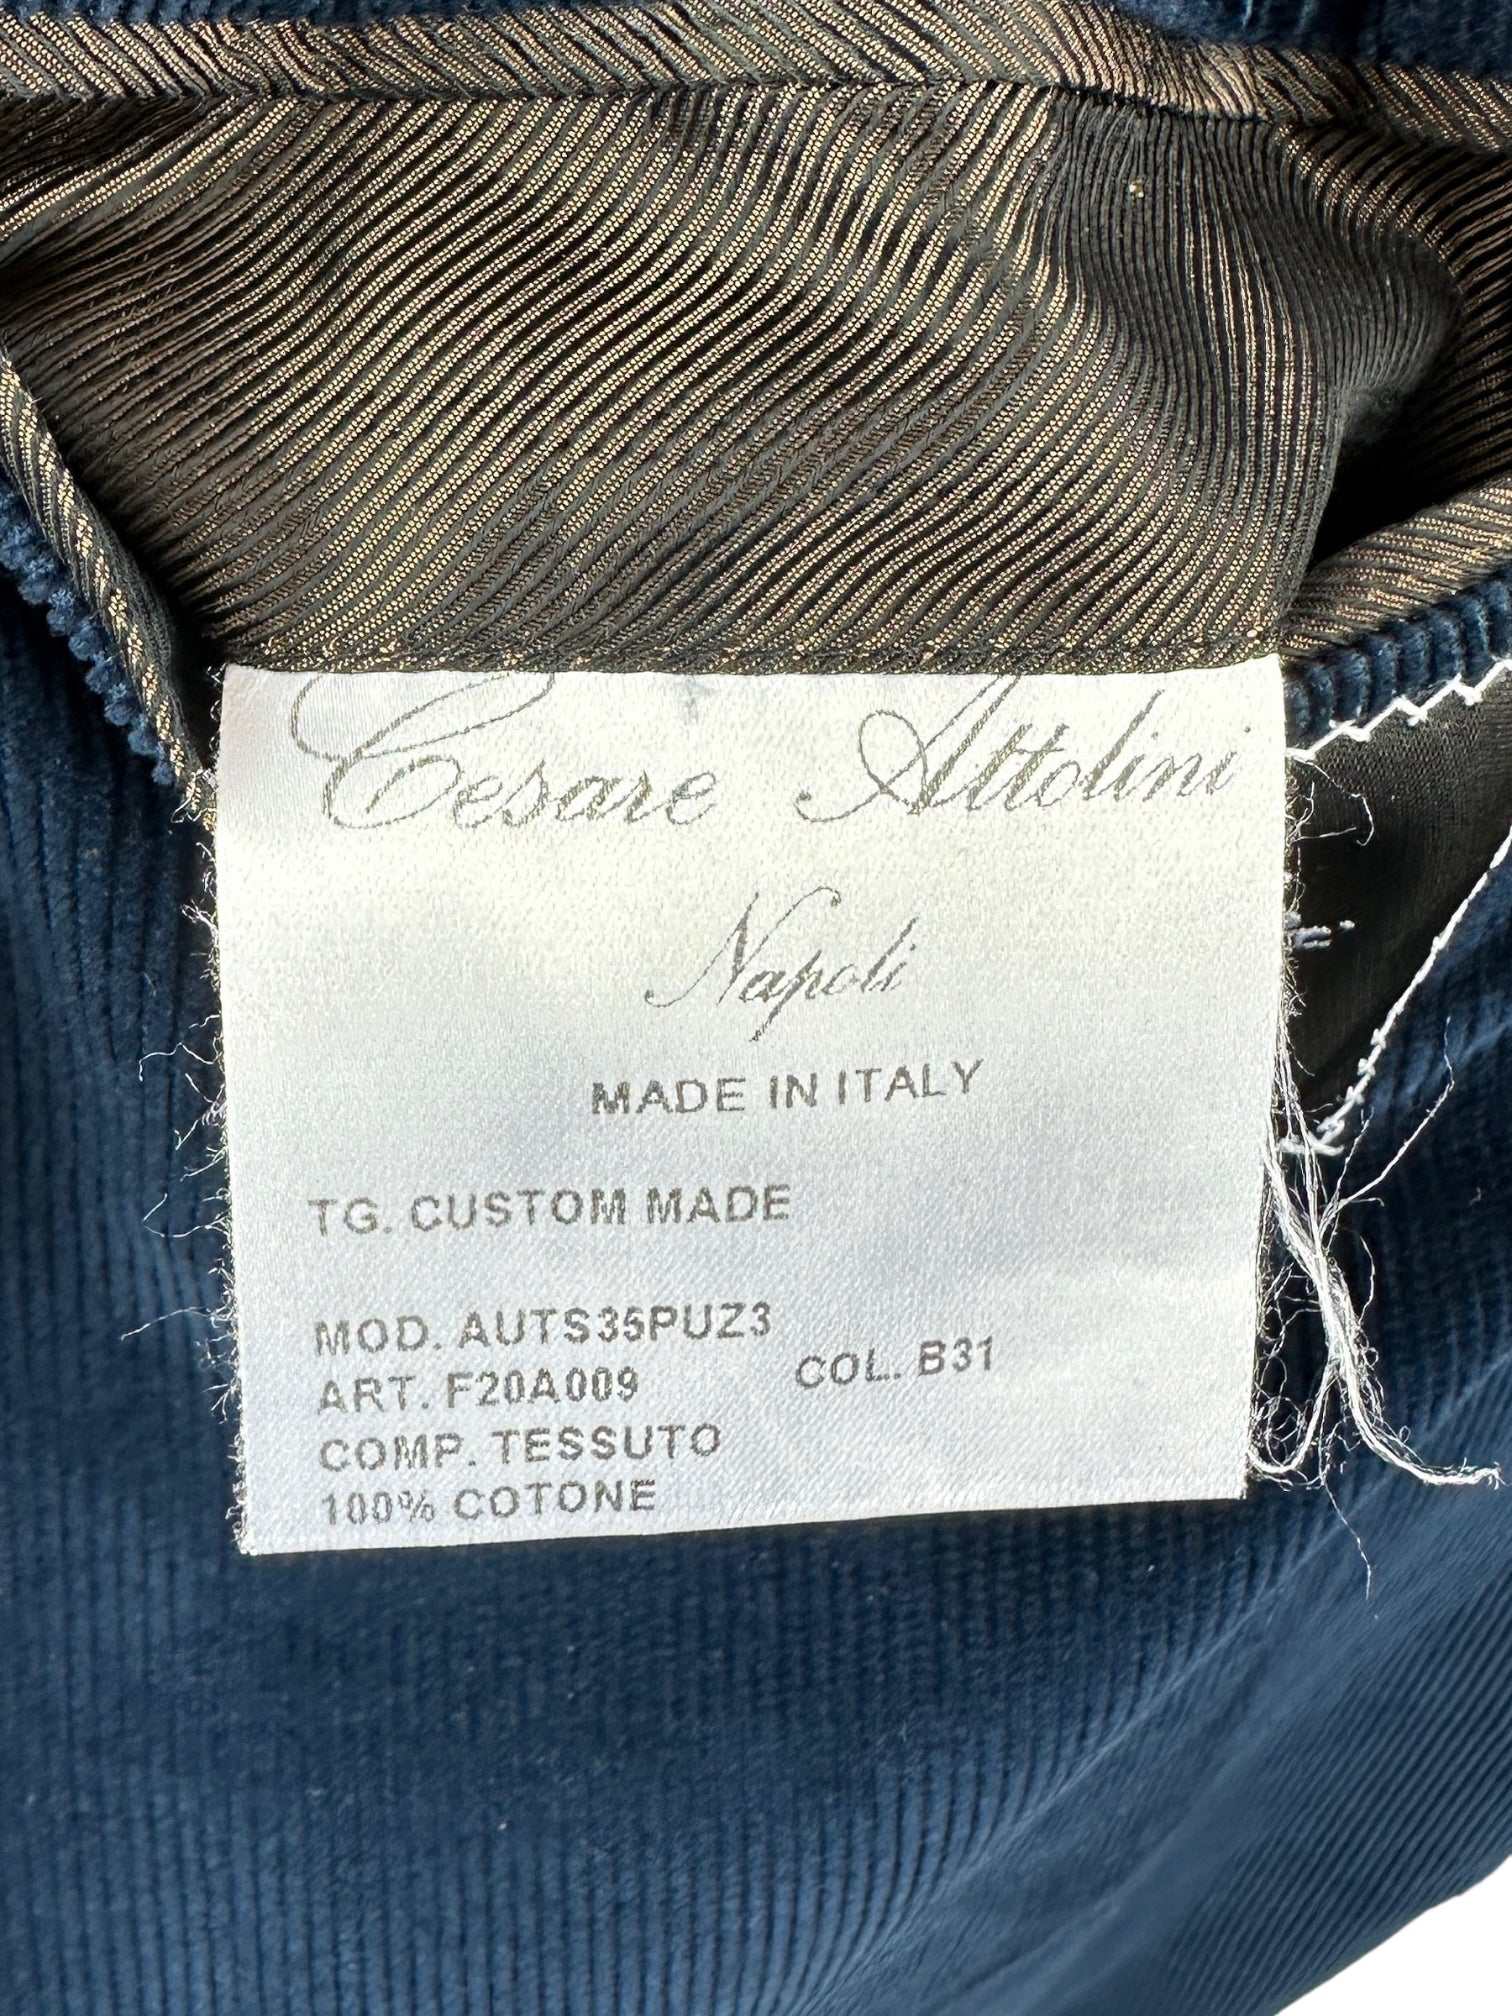 Cesare Attolini
Napoli
MADE IN ITALY
TG. CUSTOM MADE
MOD. AUTS35PUZ3
ART. F20A009 COL. B31
COMP. TESSUTO
100% COTONE